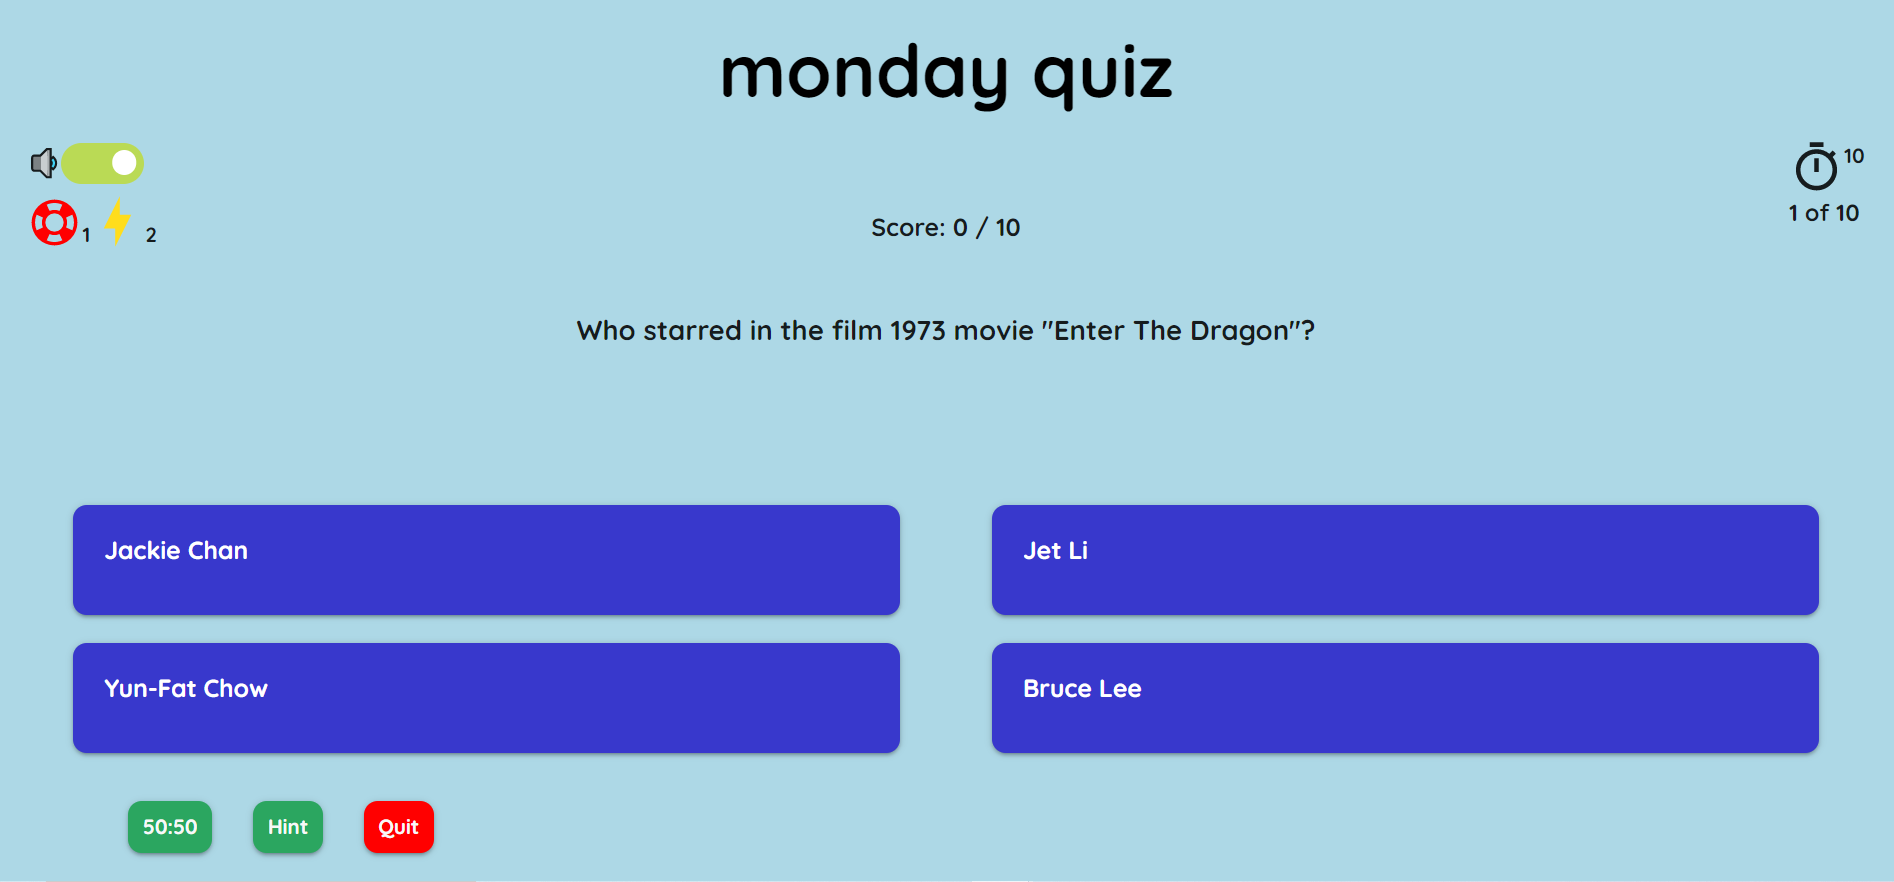 monday quiz
10
1 of 10
1
2
Score: 0 / 10
Who starred in the film 1973 movie "Enter The Dragon"?
Jackie Chan
Jet Li
Yun-Fat Chow
Bruce Lee
50:50
Hint
Quit